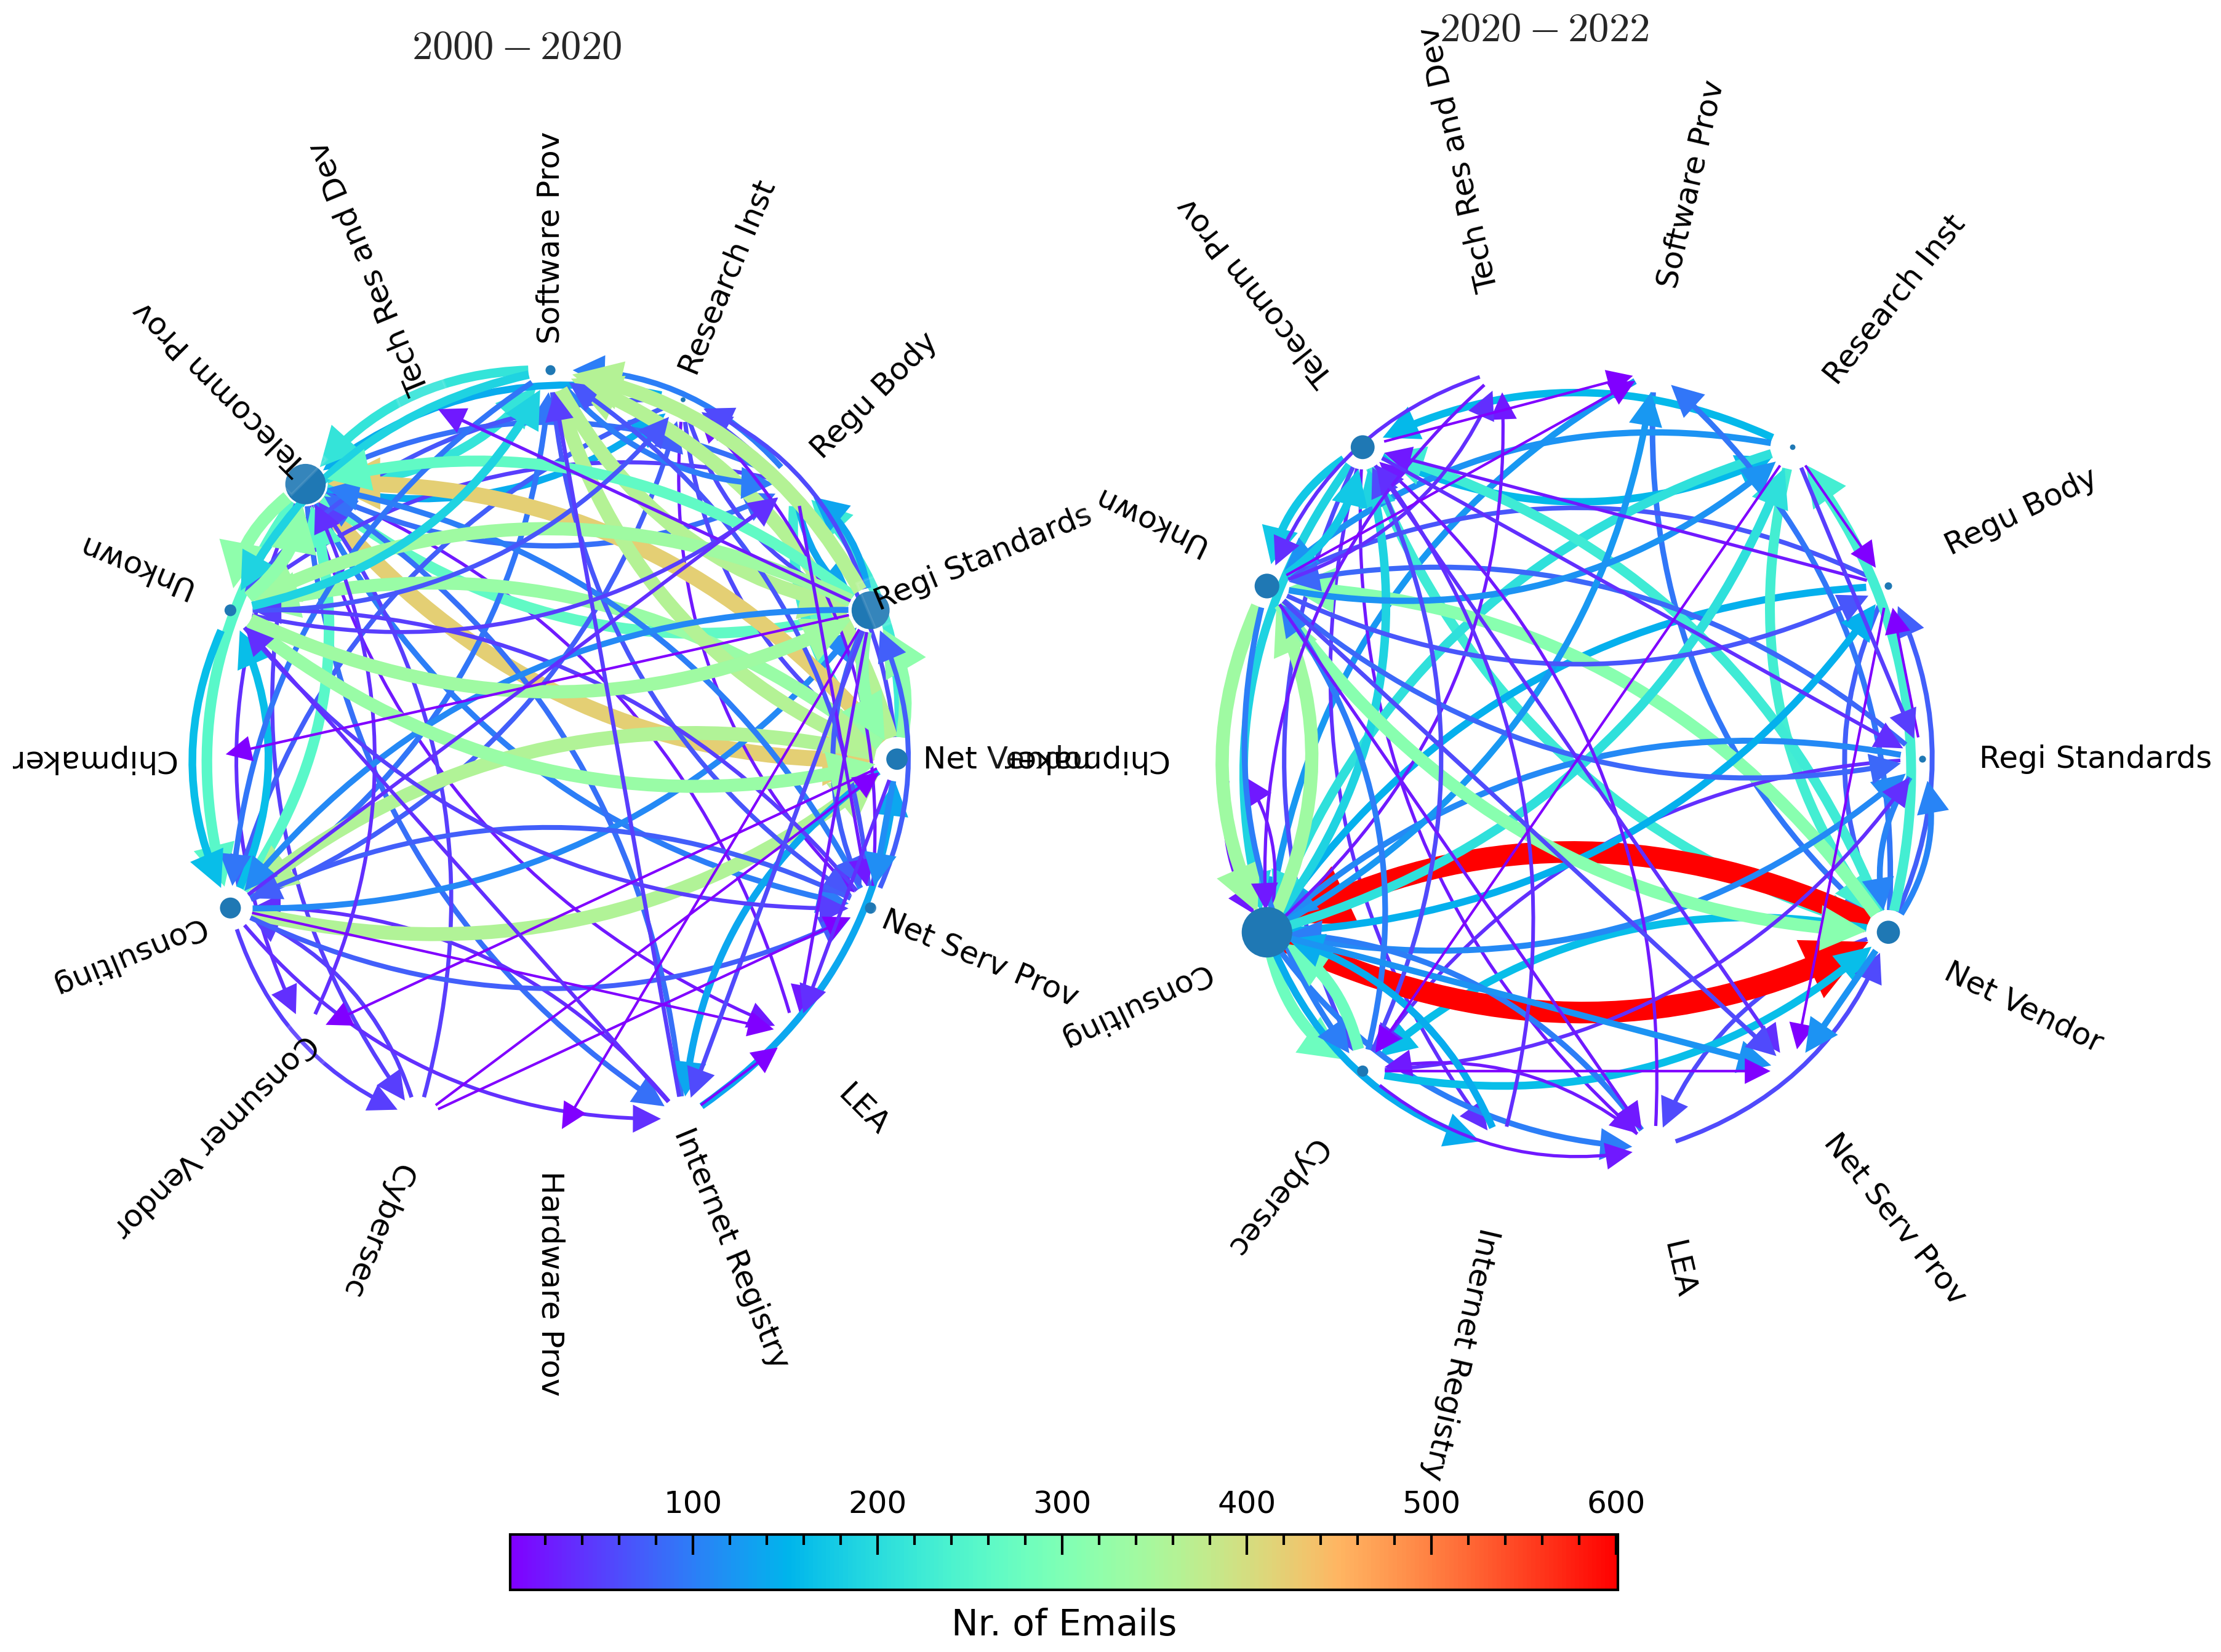 2000 – 2020
Software Prov
Tech Res and Dev
Research Inst
Telecomm Prov
Regu Body
Unkown
Regi Standards
Chipmaker
Net Vendor
Consulting
Net Serv Prov
Consumer Vendor
LEA
Cybersec
Hardware Prov
Internet Registry
2020 – 2022
Tech Res and Dev
Software Prov
Telecomm Prov
Research Inst
Unkown
Regu Body
Chipmaker
Regi Standards
Consulting
Net Vendor
Cybersec
Net Serv Prov
Internet Registry
LEA
100 200 300 400 500 600
Nr. of Emails